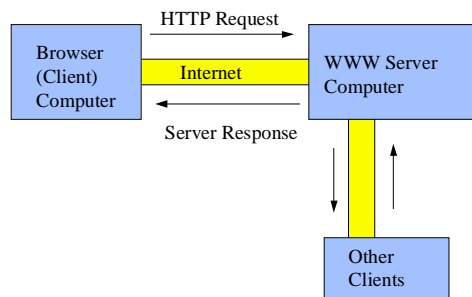 HTTP Request
Browser
(Client)
Computer
Internet
WWW Server
Computer
Server Response
Other
Clients